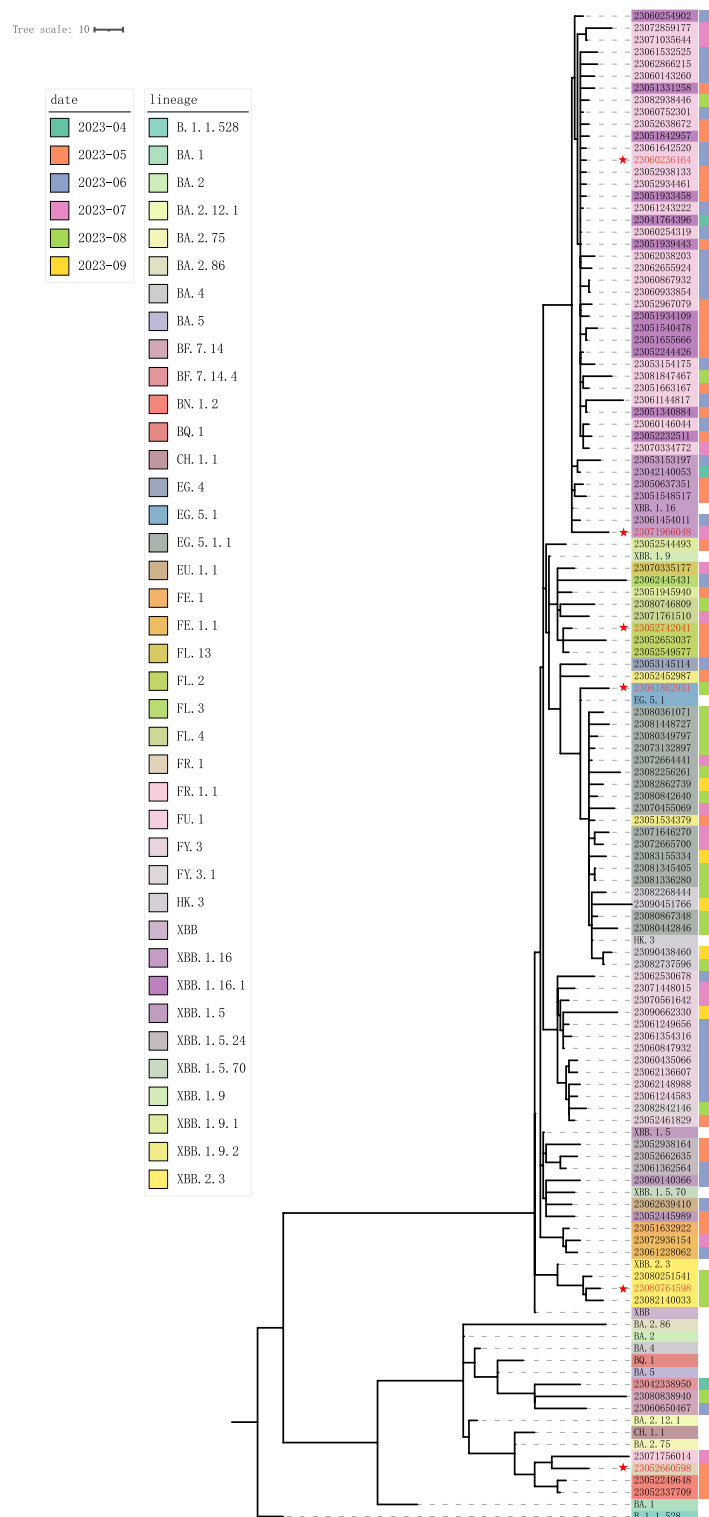 Tree scale: 10
date
2023-04
2023-05
2023-06
2023-07
2023-08
2023-09
lineage
B.1.1.528
BA.1
BA.2
BA.2.12.1
BA.2.75
BA.2.86
BA.4
BA.5
BF.7.14
BF.7.14.4
BN.1.2
BQ.1
CH.1.1
EG.4
EG.5.1
EG.5.1.1
EU.1.1
FE.1
FE.1.1
FL.13
FL.2
FL.3
FL.4
FR.1
FR.1.1
FU.1
FY.3
FY.3.1
HK.3
XBB
XBB.1.16
XBB.1.16.1
XBB.1.5
XBB.1.5.24
XBB.1.5.70
XBB.1.9
XBB.1.9.1
XBB.1.9.2
XBB.2.3
23060254902
23072859177
23071035644
23061532525
23062866215
23060143260
23051331258
23082938446
23060752301
23052638672
23051842957
23061642520
23060236164
23052938133
23052934461
23051933458
23061243222
23041764396
23060254319
23051939443
23062038203
23062655924
23060867932
23060933854
23052967079
23051934109
23051540478
23051655666
23052244426
23053154175
23081847467
23051663167
23061144817
23051340884
23060146044
23052232511
23070334772
23053153197
23042140053
23050637351
23051548517
XBB.1.16
23061454011
23071966048
23052544493
XBB.1.9
23070335177
23062445431
23051945940
23080746809
23071761510
23052742041
23052653037
23052549577
23053145114
23052452987
23081862931
EG.5.1
23080361071
23081448727
23080349797
23073132897
23072664441
23082256261
23082862739
23080842640
23070455069
23051534379
23071646270
23072665700
23083155334
23081345405
23081336280
23082268444
23090451766
23080867348
23080442846
HK.3
23090438460
23082737596
23062530678
23071448015
23070561642
23090662330
23061249656
23061354316
23060847932
23060435066
23062136607
23062148988
23061244583
23082842146
23052461829
XBB.1.5
23052938164
23052662635
23061362564
23060140366
XBB.1.5.70
23062639410
23052445989
23051632922
23072936154
23061228062
XBB.2.3
23080251541
23080764598
23082140033
XBB
BA.2.86
BA.2
BA.4
BQ.1
BA.5
23042338950
23080838940
23060650467
BA.2.12.1
CH.1.1
BA.2.75
23071756014
23052660598
23052249648
23052337709
BA.1
B.1.1.528